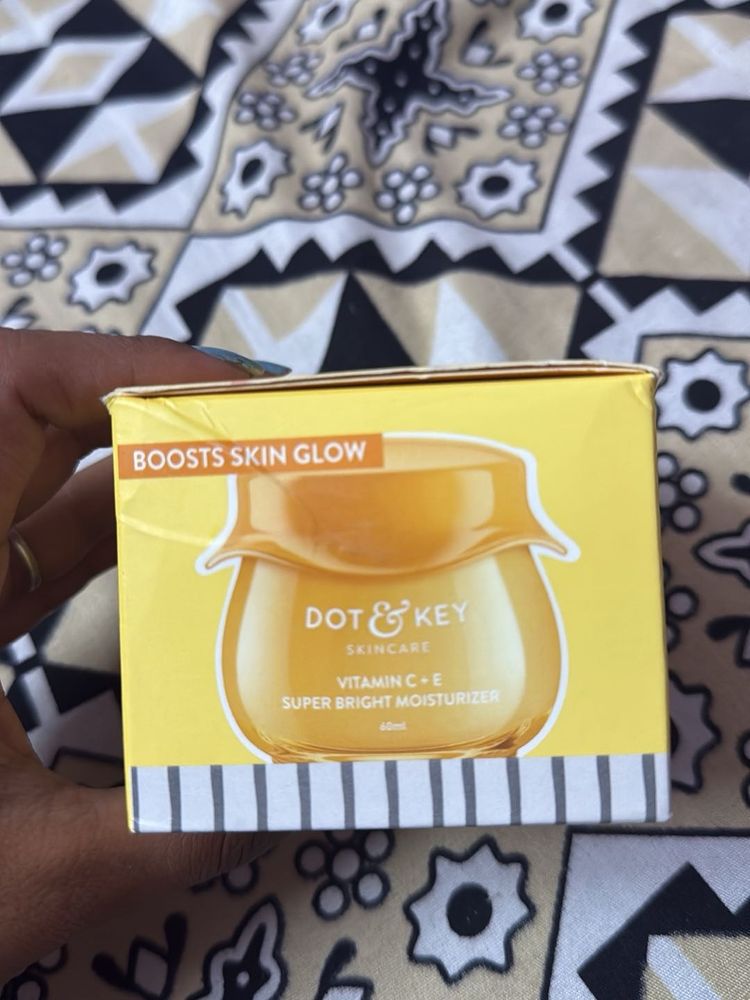 BOOSTS SKIN GLOW
DOT & KEY
SKINCARE
VITAMIN C + E
SUPER BRIGHT MOISTURIZER
60ml